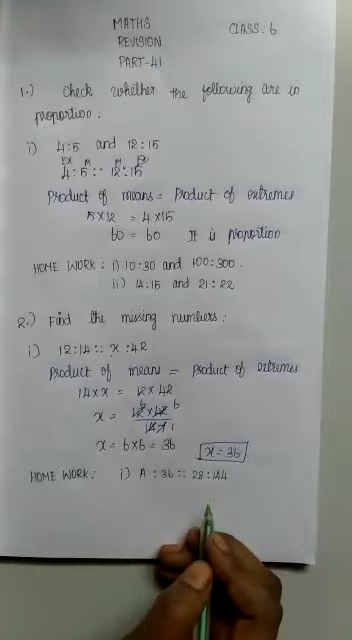 MATHS
REVISION
PART-41
CLASS: 6
1.) Check whether the following are in
proportion:
i) 4:5 and 12:15
Ex M M Ex
4:5::12:15
Product of means = Product of extremes
5×12 = 4×15
60 = 60 It is proportion
HOME WORK: i) 10:30 and 100:300.
ii) 14:15 and 21:22
2.) Find the missing numbers:
i) 12:14 :: x:42
Product of means = Product of extremes
14×x = 12×42
6 6
x = 12×42
14 7 1
x = 6×6 = 36 x = 36
HOME WORK: i) A:36 :: 28:144